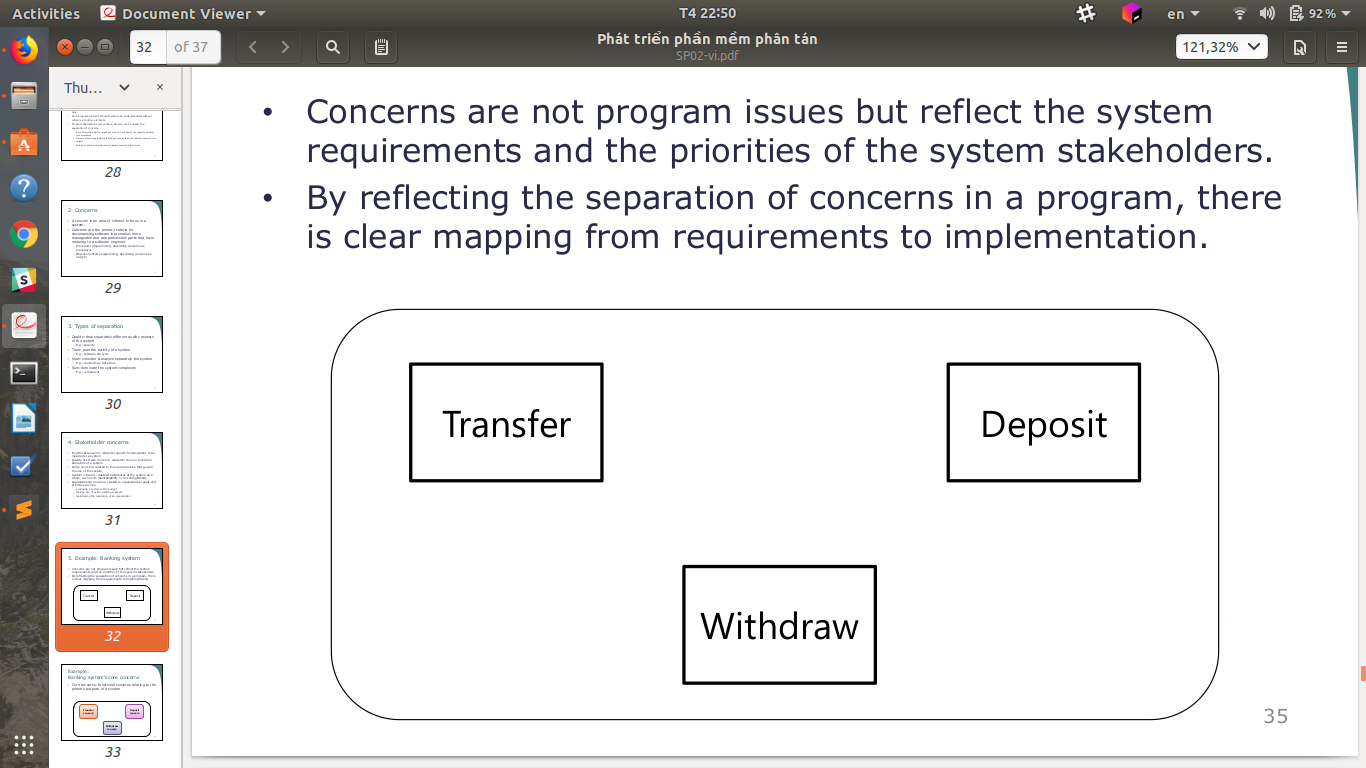 Activities
Document Viewer
T4 22:50
en
92%
32
of 37
Phát triển phần mềm phân tán
SP02-vi.pdf
121,32%
Thu...
28
2. Concerns
29
3. Types of separation
30
4. Stakeholder concerns
31
5. Example: Banking system
Transfer
Deposit
Withdraw
32
Example:
Banking system's core concerns
33
• Concerns are not program issues but reflect the system
requirements and the priorities of the system stakeholders.
• By reflecting the separation of concerns in a program, there
is clear mapping from requirements to implementation.
Transfer
Deposit
Withdraw
35